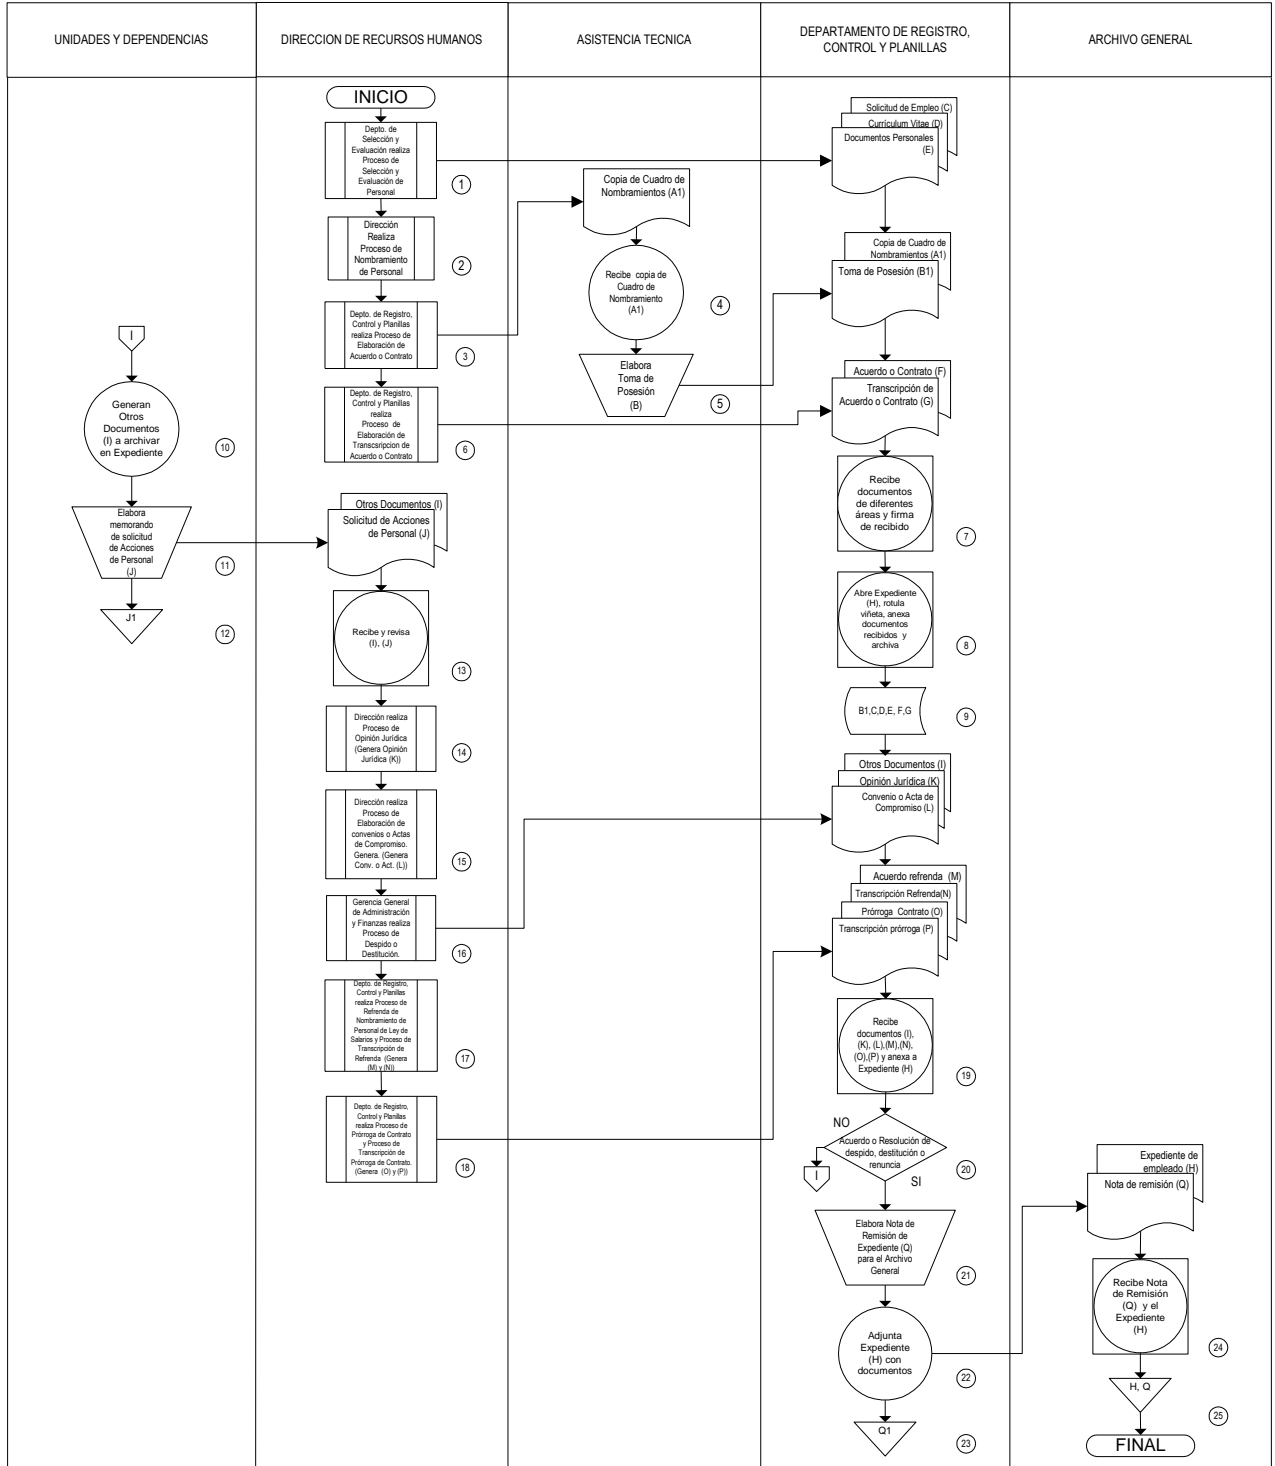 UNIDADES Y DEPENDENCIAS
DIRECCION DE RECURSOS HUMANOS
ASISTENCIA TECNICA
DEPARTAMENTO DE REGISTRO,
CONTROL Y PLANILLAS
ARCHIVO GENERAL
I
Generan
Otros
Documentos
(I) a archivar
en Expediente
10
Elabora
memorando
de solicitud
de Acciones
de Personal
(J)
11
J1
12
INICIO
Depto. de
Selección y
Evaluación realiza
Proceso de
Selección y
Evaluación de
Personal
1
Dirección
Realiza
Proceso de
Nombramiento
de Personal
2
Depto. de Registro,
Control y Planillas
realiza Proceso de
Elaboración de
Acuerdo o Contrato
3
Depto. de Registro,
Control y Planillas
realiza
Proceso de
Elaboración de
Transcsripcion de
Acuerdo o Contrato
6
Otros Documentos (I)
Solicitud de Acciones
de Personal (J)
Recibe y revisa
(I), (J)
13
Dirección realiza
Proceso de
Opinión Jurídica
(Genera Opinión
Jurídica (K))
14
Dirección realiza
Proceso de
Elaboración de
convenios o Actas
de Compromiso.
Genera. (Genera
Conv. o Act. (L))
15
Gerencia General
de Administración
y Finanzas realiza
Proceso de
Despido o
Destitución.
16
Depto. de Registro,
Control y Planillas
realiza Proceso de
Refrenda de
Nombramiento de
Personal de Ley de
Salarios y Proceso de
Transcripción de
Refrenda (Genera
(M) y (N))
17
Depto. de Registro,
Control y Planillas
realiza Proceso de
Prórroga de Contrato
y Proceso de
Transcripción de
Prórroga de Contrato.
(Genera (O) y (P))
18
Copia de Cuadro de
Nombramientos (A1)
Recibe copia de
Cuadro de
Nombramiento
(A1)
4
Elabora
Toma de
Posesión
(B)
5
Solicitud de Empleo (C)
Currículum Vitae (D)
Documentos Personales
(E)
Copia de Cuadro de
Nombramientos (A1)
Toma de Posesión (B1)
Acuerdo o Contrato (F)
Transcripción de
Acuerdo o Contrato (G)
Recibe
documentos
de diferentes
áreas y firma
de recibido
7
Abre Expediente
(H), rotula
viñeta, anexa
documentos
recibidos y
archiva
8
B1,C,D,E, F,G
9
Otros Documentos (I)
Opinión Jurídica (K)
Convenio o Acta de
Compromiso (L)
Acuerdo refrenda (M)
Transcripción Refrenda(N)
Prórroga Contrato (O)
Transcripción prórroga (P)
Recibe
documentos (I),
(K), (L),(M),(N),
(O),(P) y anexa a
Expediente (H)
19
NO
Acuerdo o Resolución de
despido, destitución o
renuncia
20
I
SI
Elabora Nota de
Remisión de
Expediente (Q)
para el Archivo
General
21
Adjunta
Expediente
(H) con
documentos
22
Q1
23
Expediente de
empleado (H)
Nota de remisión (Q)
Recibe Nota
de Remisión
(Q) y el
Expediente
(H)
24
H, Q
25
FINAL